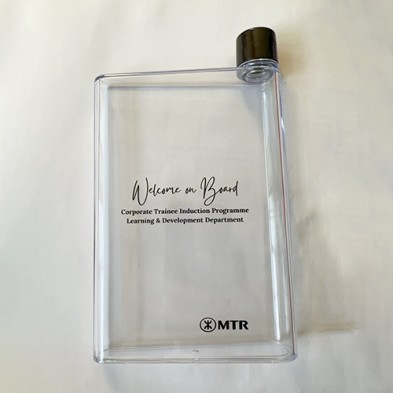 Welcome on Board
Corporate Trainee Induction Programme
Learning & Development Department
MTR